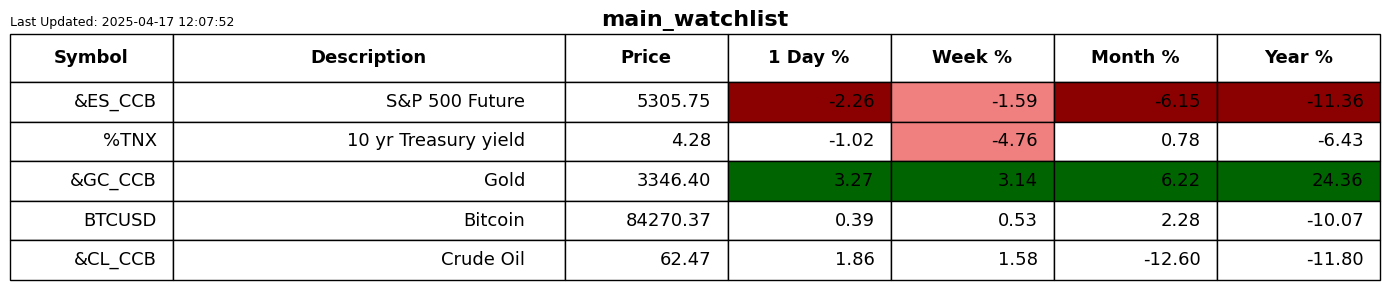 Last Updated: 2025-04-17 12:07:52
main_watchlist
Symbol Description Price 1 Day % Week % Month % Year %
&ES_CCB S&P 500 Future 5305.75 -2.26 -1.59 -6.15 -11.36
%TNX 10 yr Treasury yield 4.28 -1.02 -4.76 0.78 -6.43
&GC_CCB Gold 3346.40 3.27 3.14 6.22 24.36
BTCUSD Bitcoin 84270.37 0.39 0.53 2.28 -10.07
&CL_CCB Crude Oil 62.47 1.86 1.58 -12.60 -11.80